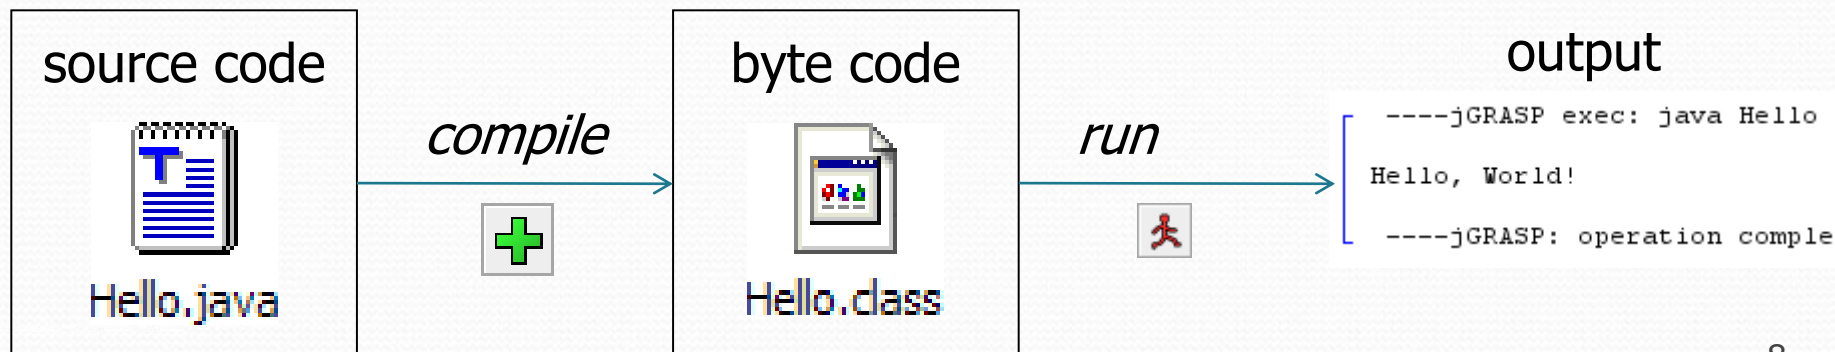 source code
Hello.java
compile
byte code
Hello.class
run
output
----jGRASP exec: java Hello
Hello, World!
----jGRASP: operation comple